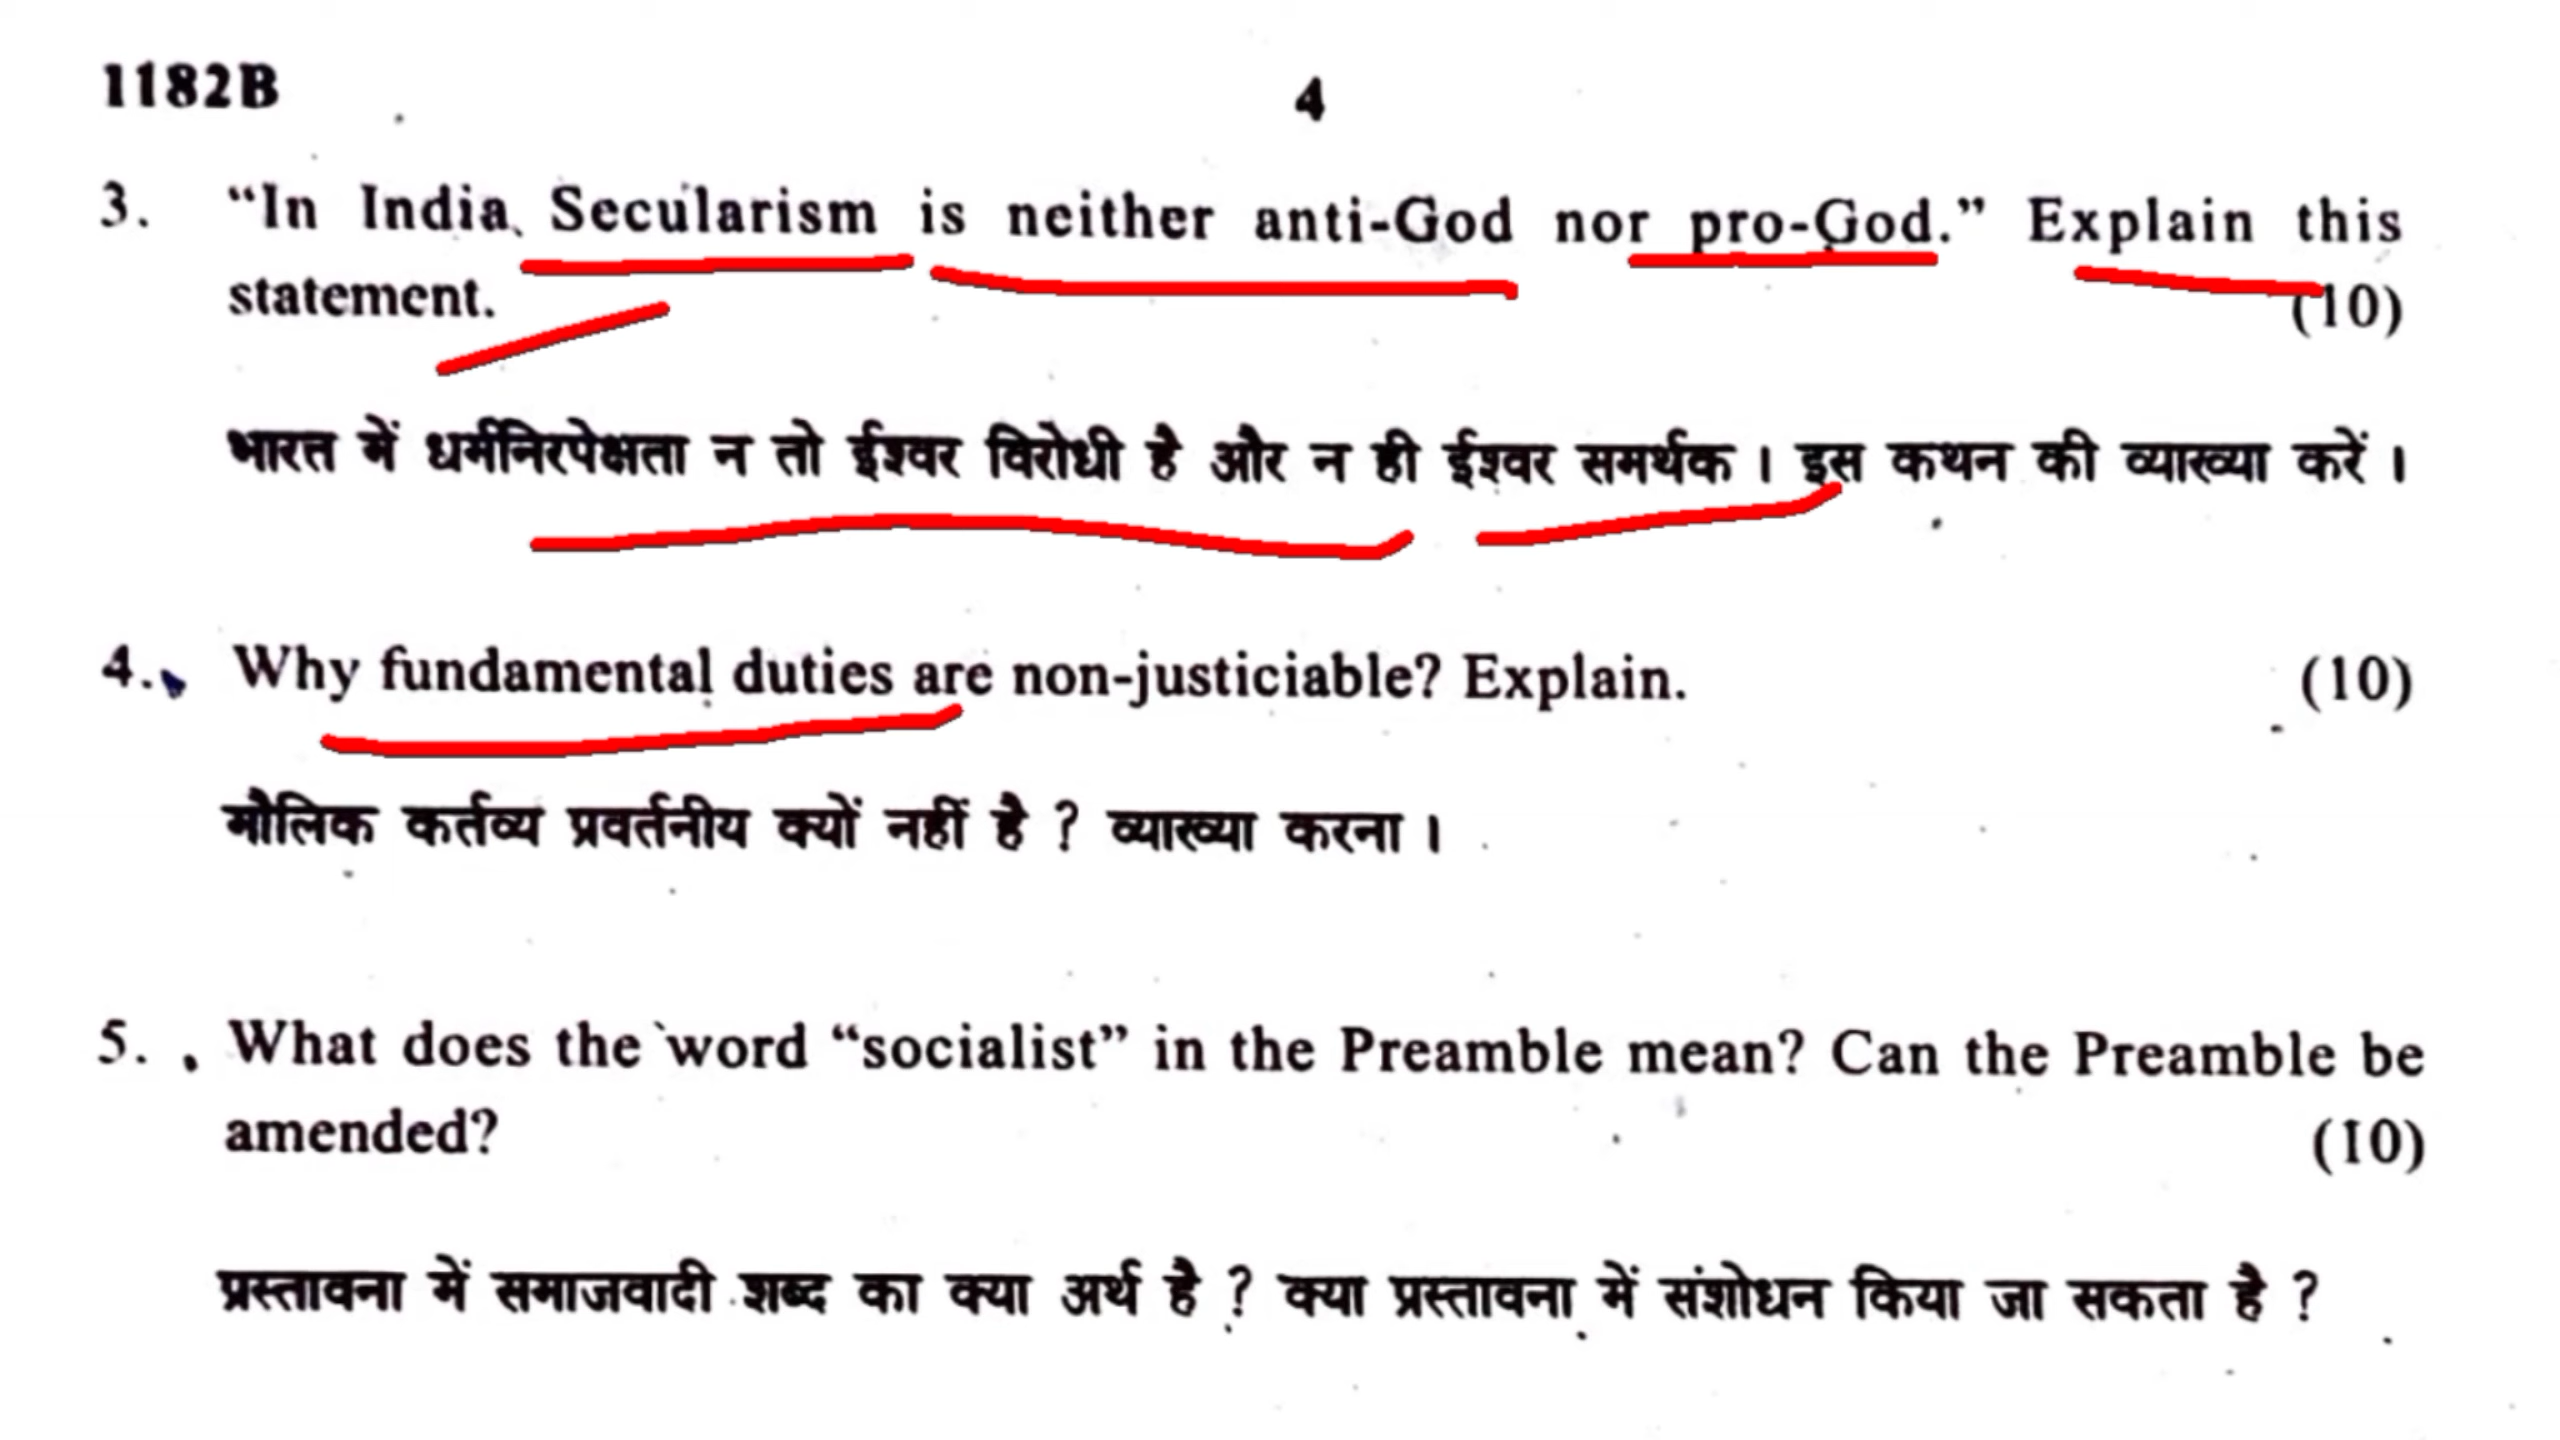 1182B
4
3. “In India, Secularism is neither anti-God nor pro-God.” Explain this
statement. (10)
भारत में धर्मनिरपेक्षता न तो ईश्वर विरोधी है और न ही ईश्वर समर्थक । इस कथन की व्याख्या करें ।
4. Why fundamental duties are non-justiciable? Explain. (10)
मौलिक कर्तव्य प्रवर्तनीय क्यों नहीं है ? व्याख्या करना ।
5. What does the word “socialist” in the Preamble mean? Can the Preamble be
amended? (10)
प्रस्तावना में समाजवादी शब्द का क्या अर्थ है ? क्या प्रस्तावना में संशोधन किया जा सकता है ?